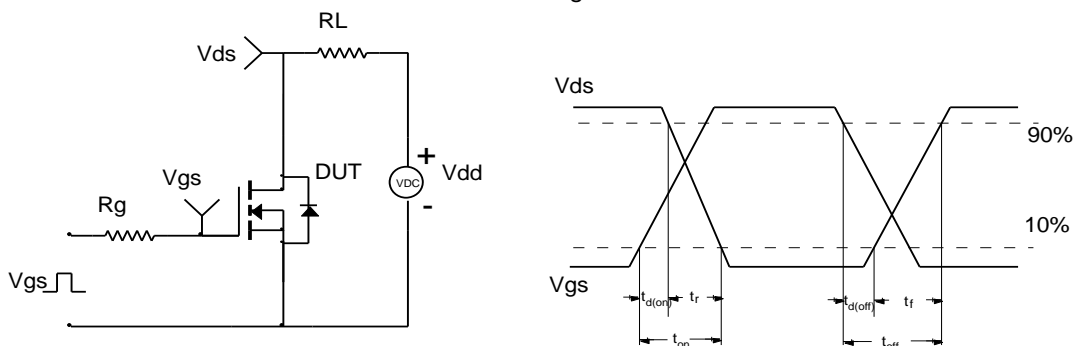 RL
Vds
Vds
90%
+
Vdd
DUT
VDC
Vgs
-
Rg
10%
Vgs
Vgs
td(on)
tr
td(off)
tf
ton
toff